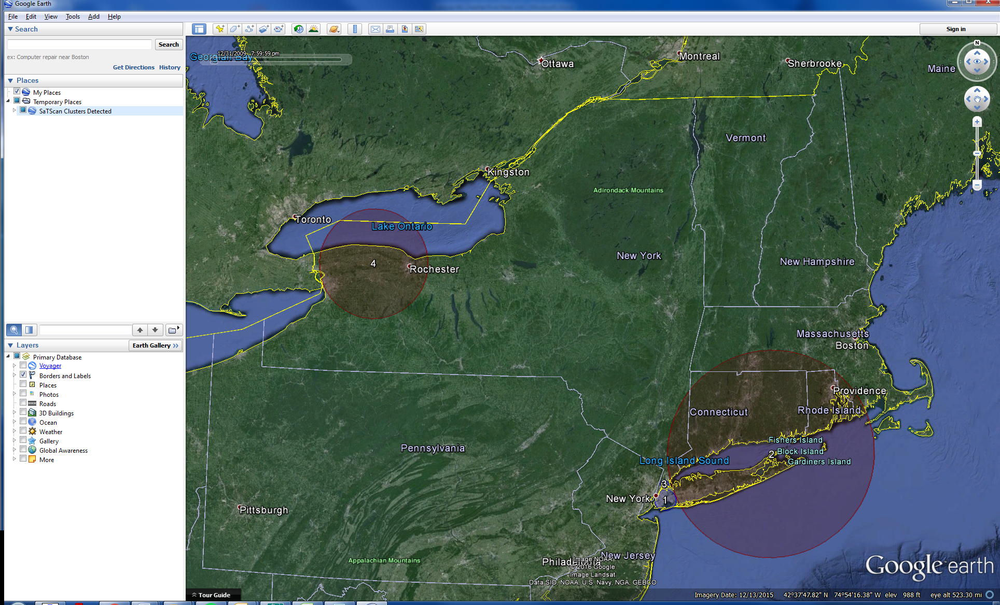 Google Earth
File Edit View Tools Add Help
Search
Search
ex: Computer repair near Boston
Get Directions History
Places
My Places
Temporary Places
SaTScan Clusters Detected
Layers
Earth Gallery >>
Primary Database
Voyager
Borders and Labels
Places
Photos
Roads
3D Buildings
Ocean
Weather
Gallery
Global Awareness
More
Sign in
Georgian Bay
12/31/2009 7:59:59 pm
Ottawa
Montreal
Sherbrooke
Maine
N
Vermont
Kingston
Adirondack Mountains
Toronto
Lake Ontario
New York
New Hampshire
4
Rochester
Massachusetts
Boston
Providence
Connecticut
Rhode Island
Fishers Island
Pennsylvania
2
Block Island
Long Island Sound
Gardiners Island
3
New York
1
Pittsburgh
New Jersey
Appalachian Mountains
Philadelphia
Image NOAA
© 2016 Google
Image Landsat
Data SIO, NOAA, U.S. Navy, NGA, GEBCO
Google earth
Tour Guide
Imagery Date: 12/13/2015 42°37'47.82" N 74°54'16.38" W elev 988 ft eye alt 523.30 mi